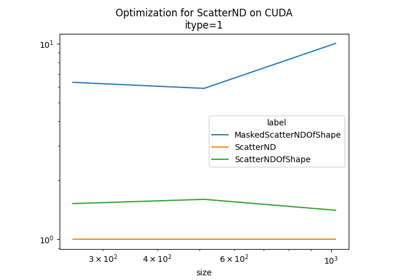 Optimization for ScatterND on CUDA
itype=1
10¹
label
MaskedScatterNDOfShape
ScatterND
ScatterNDOfShape
10⁰
3 × 10² 4 × 10² 6 × 10² 10³
size